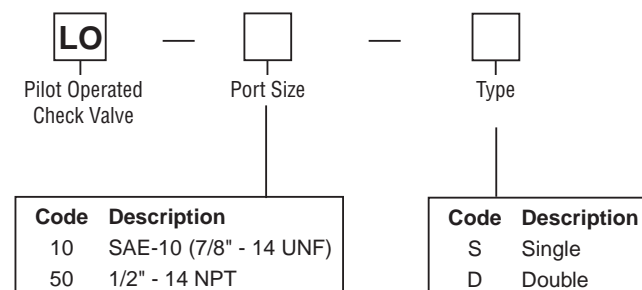 LO — —
Pilot Operated Check Valve
Port Size
Type
Code Description
10 SAE-10 (7/8" - 14 UNF)
50 1/2" - 14 NPT
Code Description
S Single
D Double